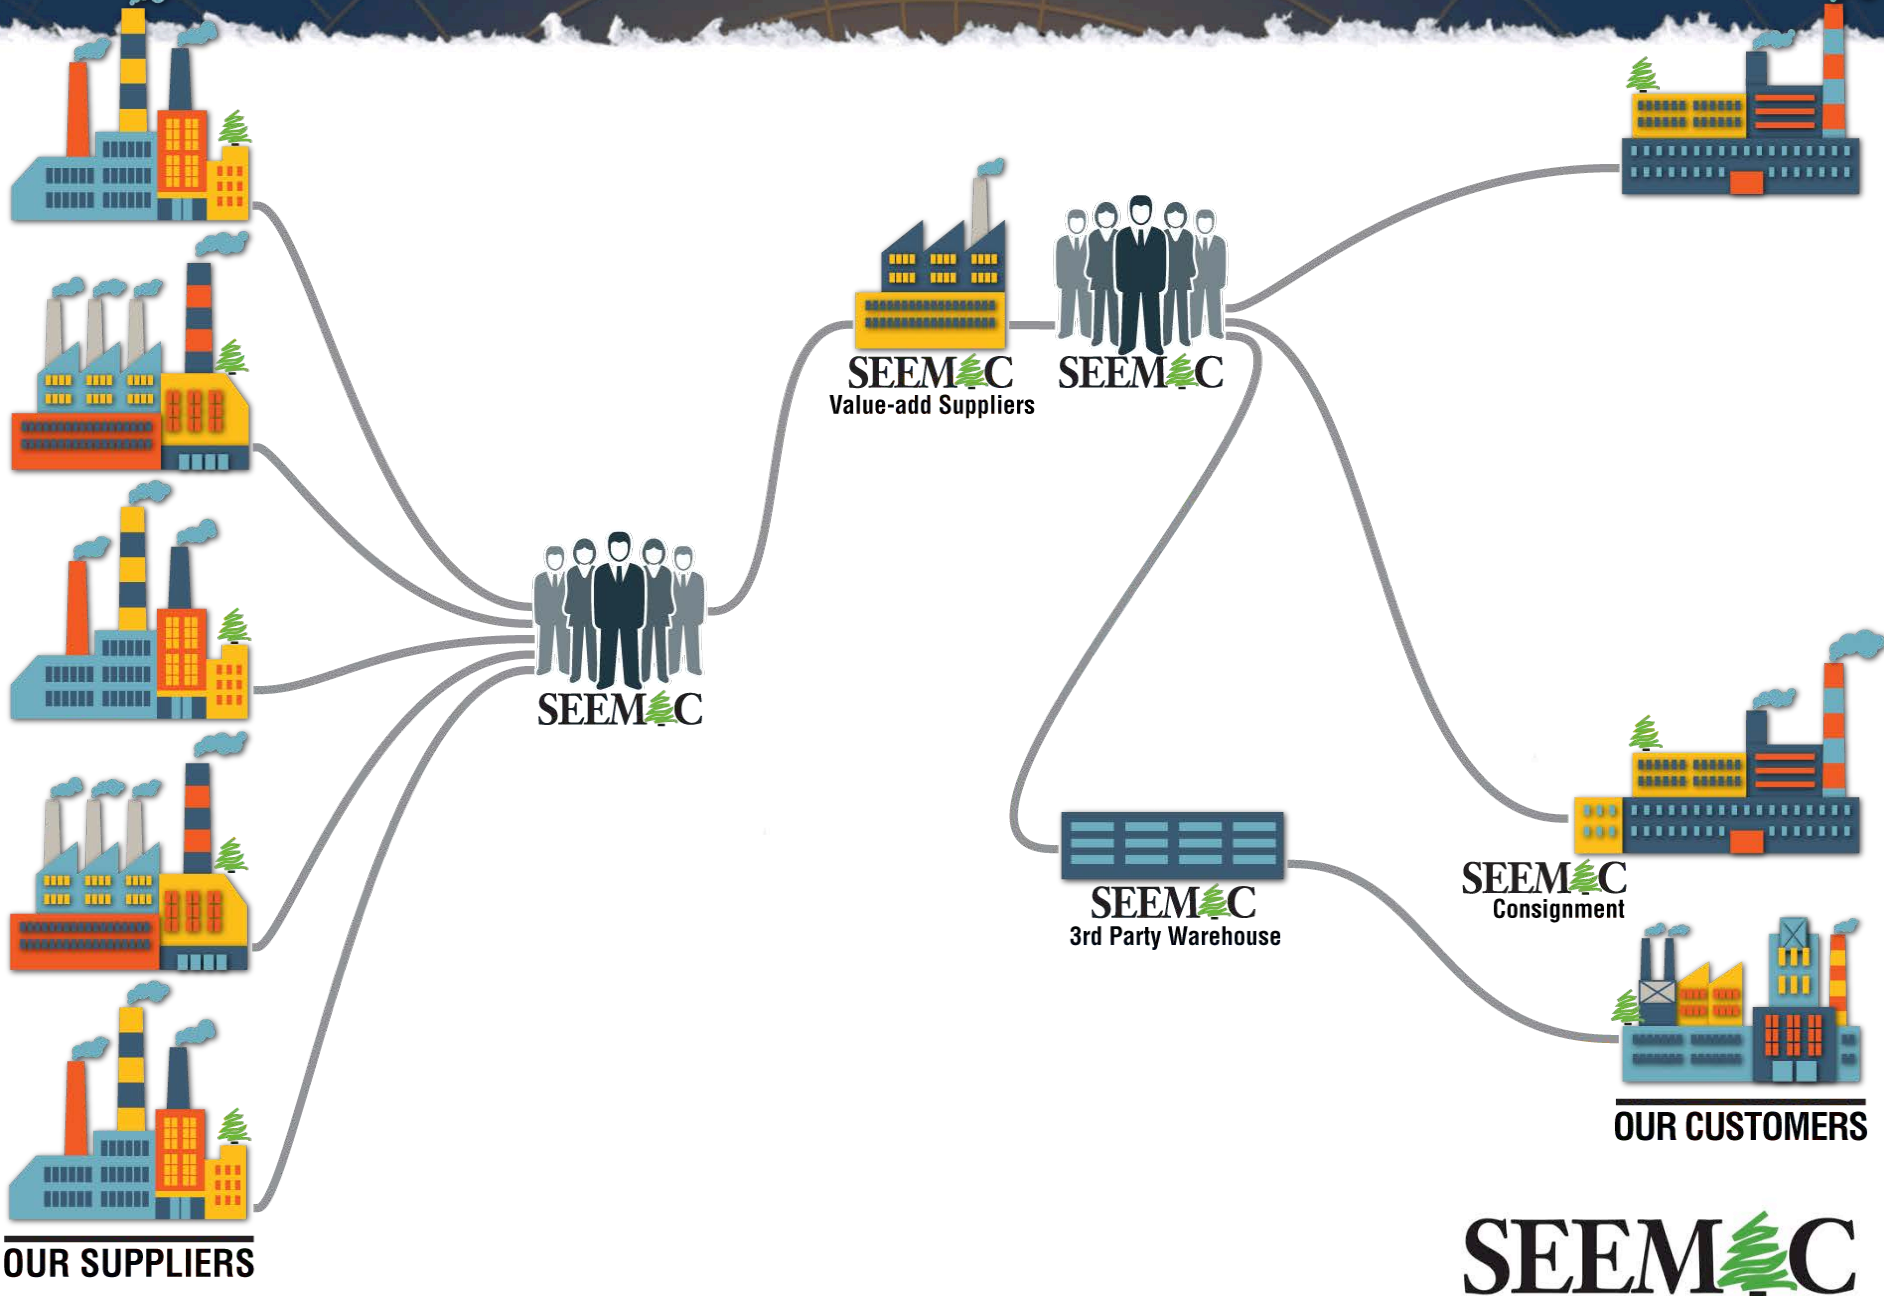 SEEMAC
Value-add Suppliers
SEEMAC
SEEMAC
SEEMAC
3rd Party Warehouse
SEEMAC
Consignment
OUR CUSTOMERS
OUR SUPPLIERS
SEEMAC